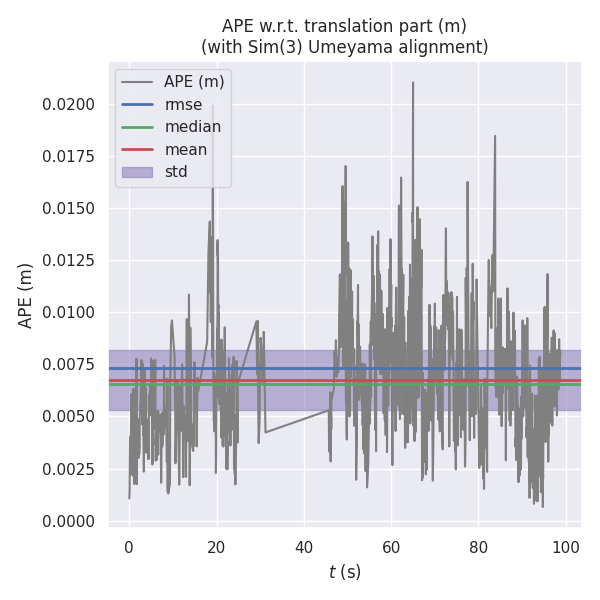 APE w.r.t. translation part (m)
(with Sim(3) Umeyama alignment)
APE (m)
rmse
median
mean
std
0.0200
0.0175
0.0150
0.0125
0.0100
0.0075
0.0050
0.0025
0.0000
APE (m)
0 20 40 60 80 100
t (s)